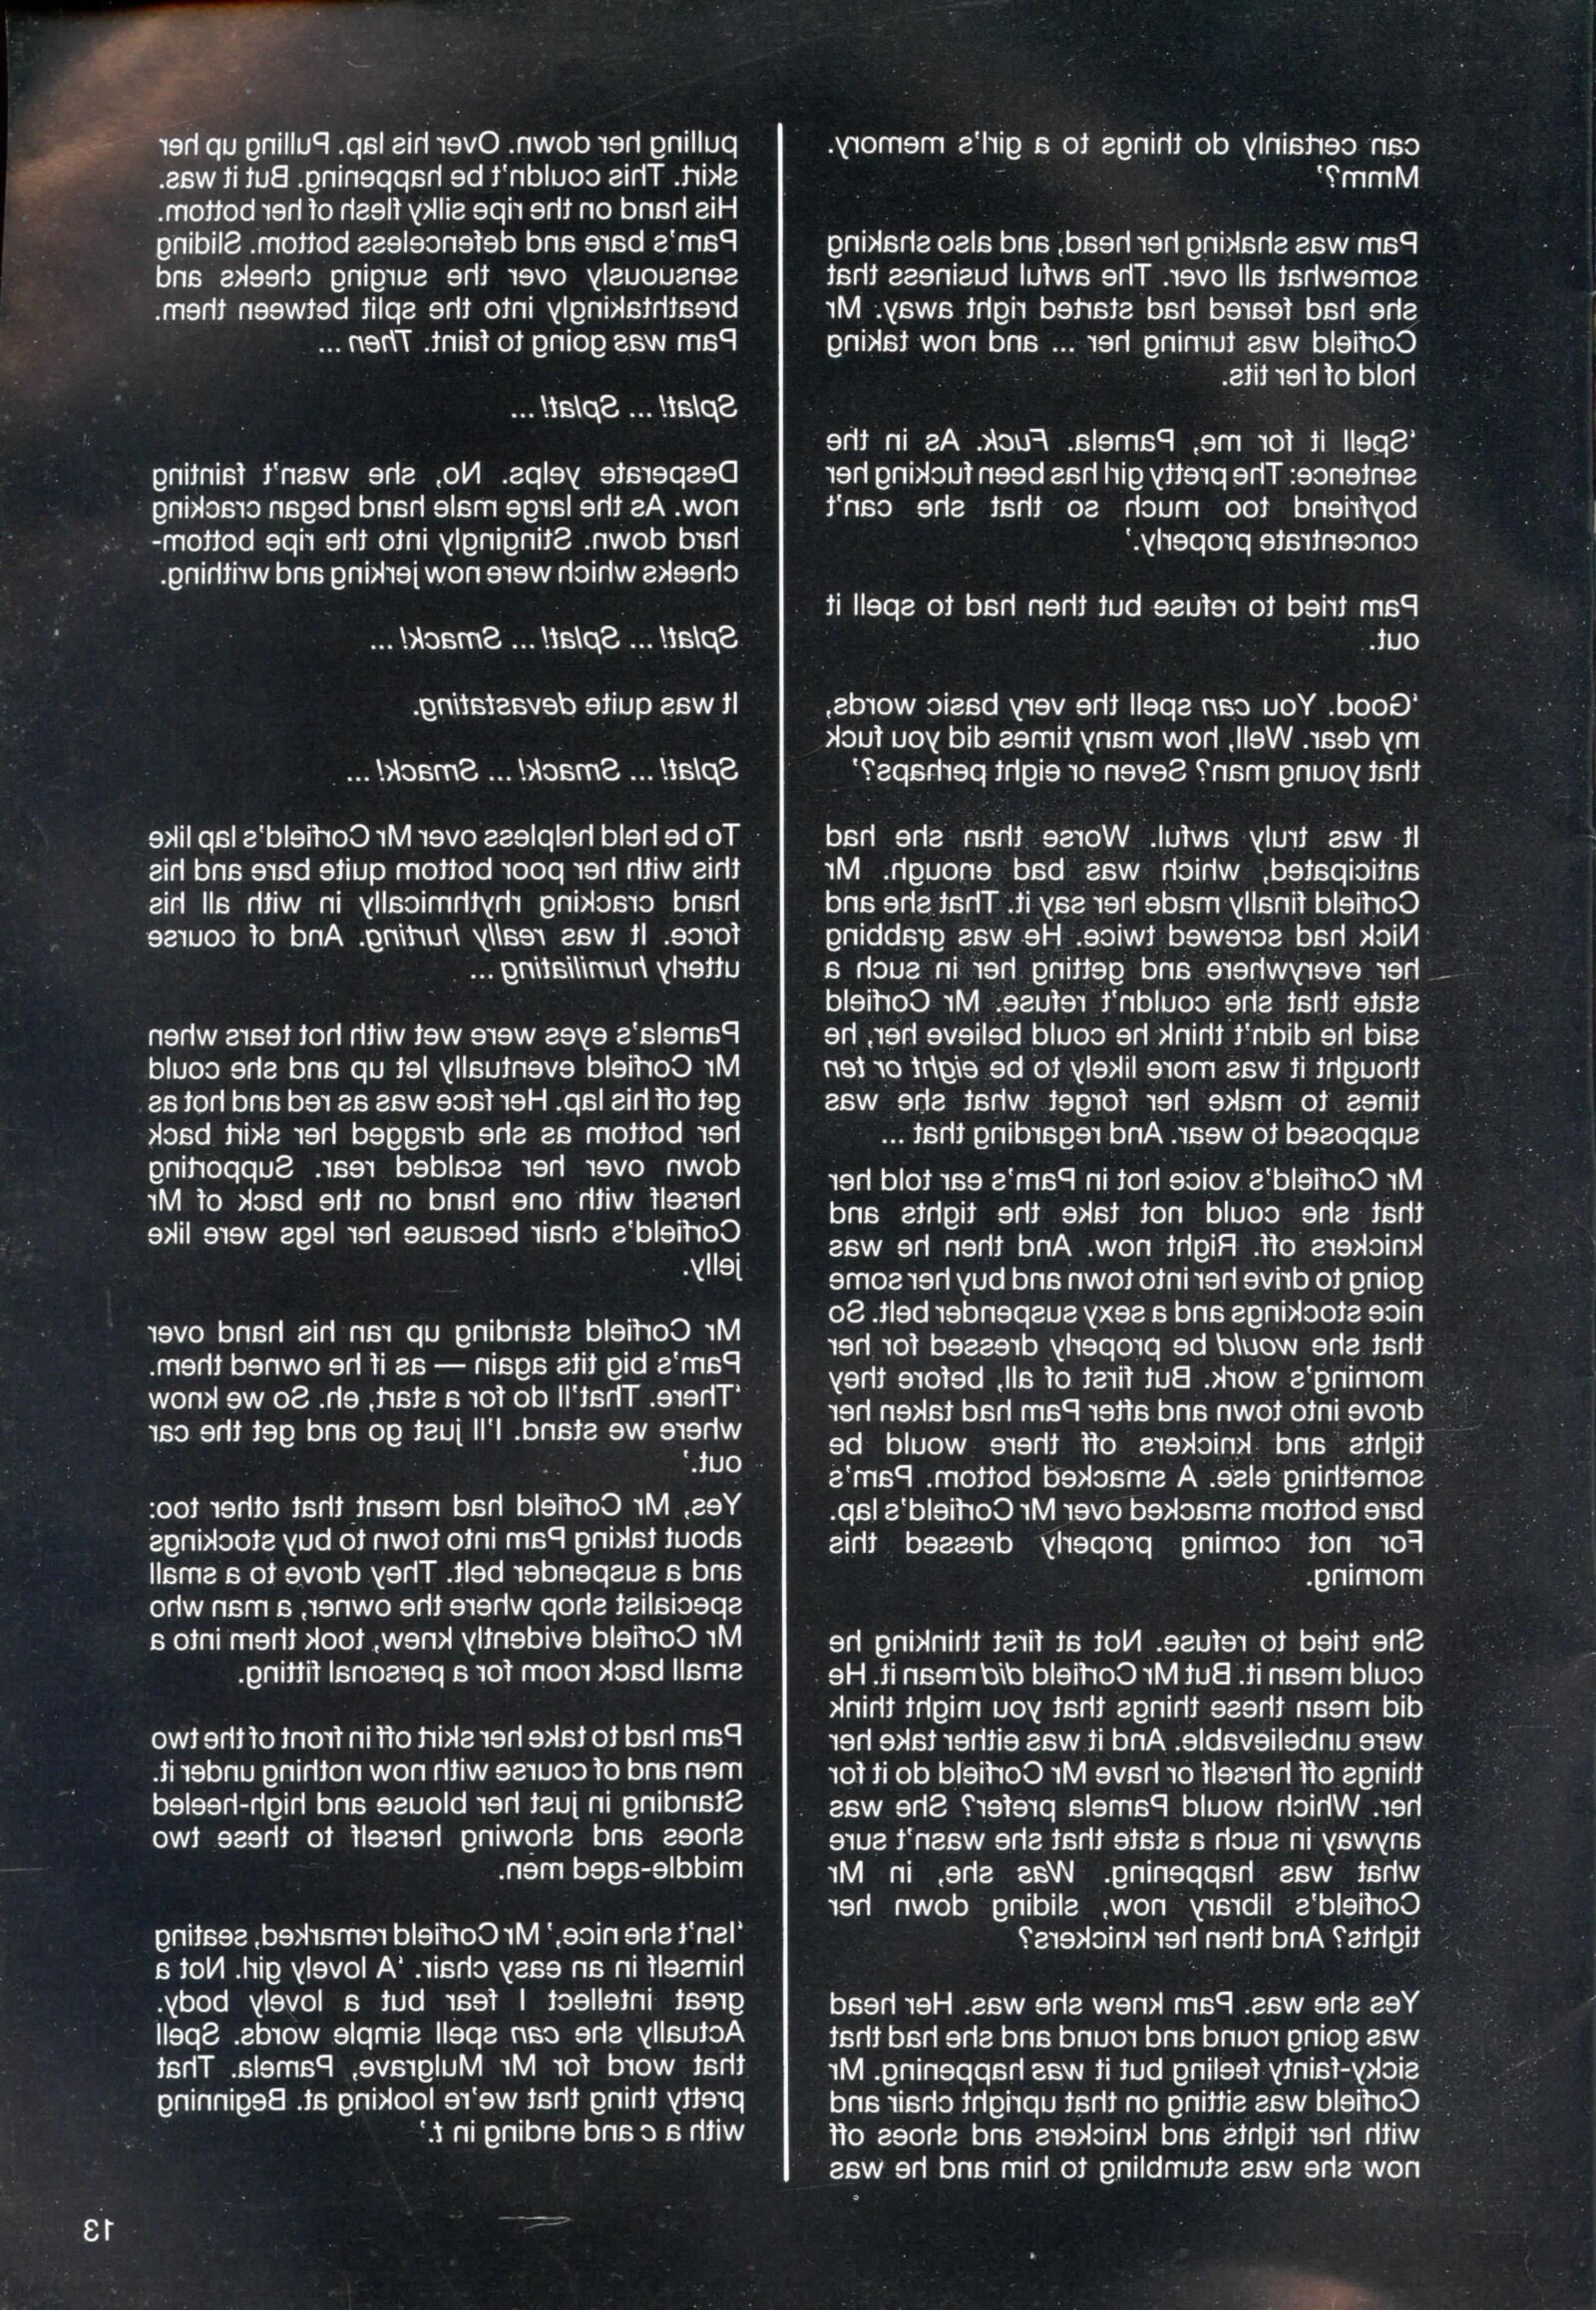 can certainly do things to a girl's memory.
Mmm?'
Pam was shaking her head, and also shaking
somewhat all over. The awful business that
she had feared had started right away. Mr
Corfield was turning her ... and now taking
hold of her tits.
'Spell it for me, Pamela. Fuck. As in the
sentence: The pretty girl has been fucking her
boyfriend too much so that she can't
concentrate properly.'
Pam tried to refuse but then had to spell it
out.
'Good. You can spell the very basic words,
my dear. Well, how many times did you fuck
that young man? Seven or eight perhaps?'
It was truly awful. Worse than she had
anticipated, which was bad enough. Mr
Corfield finally made her say it. That she and
Nick had screwed twice. He was grabbing
her everywhere and getting her in such a
state that she couldn't refuse. Mr Corfield
said he didn't think he could believe her, he
thought it was more likely to be eight or ten
times to make her forget what she was
supposed to wear. And regarding that ...
Mr Corfield's voice hot in Pam's ear told her
that she could not take the tights and
knickers off. Right now. And then he was
going to drive her into town and buy her some
nice stockings and a sexy suspender belt. So
that she would be properly dressed for her
morning's work. But first of all, before they
drove into town and after Pam had taken her
tights and knickers off there would be
something else. A smacked bottom. Pam's
bare bottom smacked over Mr Corfield's lap.
For not coming properly dressed this
morning.
She tried to refuse. Not at first thinking he
could mean it. But Mr Corfield did mean it. He
did mean these things that you might think
were unbelievable. And it was either take her
things off herself or have Mr Corfield do it for
her. Which would Pamela prefer? She was
anyway in such a state that she wasn't sure
what was happening. Was she, in Mr
Corfield's library now, sliding down her
tights? And then her knickers?
Yes she was. Pam knew she was. Her head
was going round and round and she had that
sicky-fainty feeling but it was happening. Mr
Corfield was sitting on that upright chair and
with her tights and knickers and shoes off
now she was stumbling to him and he was
pulling her down. Over his lap. Pulling up her
skirt. This couldn't be happening. But it was.
His hand on the ripe silky flesh of her bottom.
Pam's bare and defenceless bottom. Sliding
sensuously over the surging cheeks and
breathtakingly into the split between them.
Pam was going to faint. Then ...
Splat! ... Splat! ...
Desperate yelps. No, she wasn't fainting
now. As the large male hand began cracking
hard down. Stingingly into the ripe bottom-
cheeks which were now jerking and writhing.
Splat! ... Splat! ... Smack! ...
It was quite devastating.
Splat! ... Smack! ... Smack! ...
To be held helpless over Mr Corfield's lap like
this with her poor bottom quite bare and his
hand cracking rhythmically in with all his
force. It was really hurting. And of course
utterly humiliating ...
Pamela's eyes were wet with hot tears when
Mr Corfield eventually let up and she could
get off his lap. Her face was as red and hot as
her bottom as she dragged her skirt back
down over her scalded rear. Supporting
herself with one hand on the back of Mr
Corfield's chair because her legs were like
jelly.
Mr Corfield standing up ran his hand over
Pam's big tits again — as if he owned them.
'There. That'll do for a start, eh. So we know
where we stand. I'll just go and get the car
out.'
Yes, Mr Corfield had meant that other too:
about taking Pam into town to buy stockings
and a suspender belt. They drove to a small
specialist shop where the owner, a man who
Mr Corfield evidently knew, took them into a
small back room for a personal fitting.
Pam had to take her skirt off in front of the two
men and of course with now nothing under it.
Standing in just her blouse and high-heeled
shoes and showing herself to these two
middle-aged men.
'Isn't she nice,' Mr Corfield remarked, seating
himself in an easy chair. 'A lovely girl. Not a
great intellect I fear but a lovely body.
Actually she can spell simple words. Spell
that word for Mr Mulgrave, Pamela. That
pretty thing that we're looking at. Beginning
with a c and ending in t.'
13